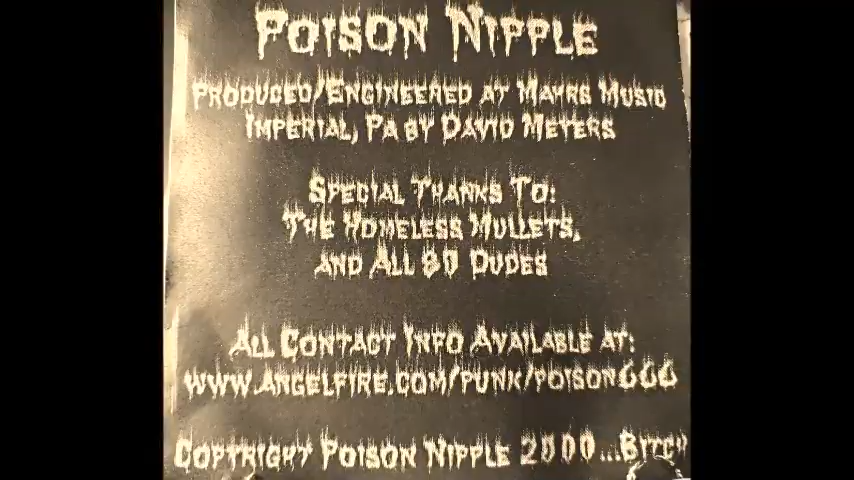 Poison Nipple
Produced/Engineered at Mayrs Music
Imperial, Pa by David Meyers
Special Thanks To:
The Homeless Mullets,
and All 80 Dudes
All Contact Info Available at:
www.angelfire.com/punk/poison666
Copyright Poison Nipple 2000...Bitch